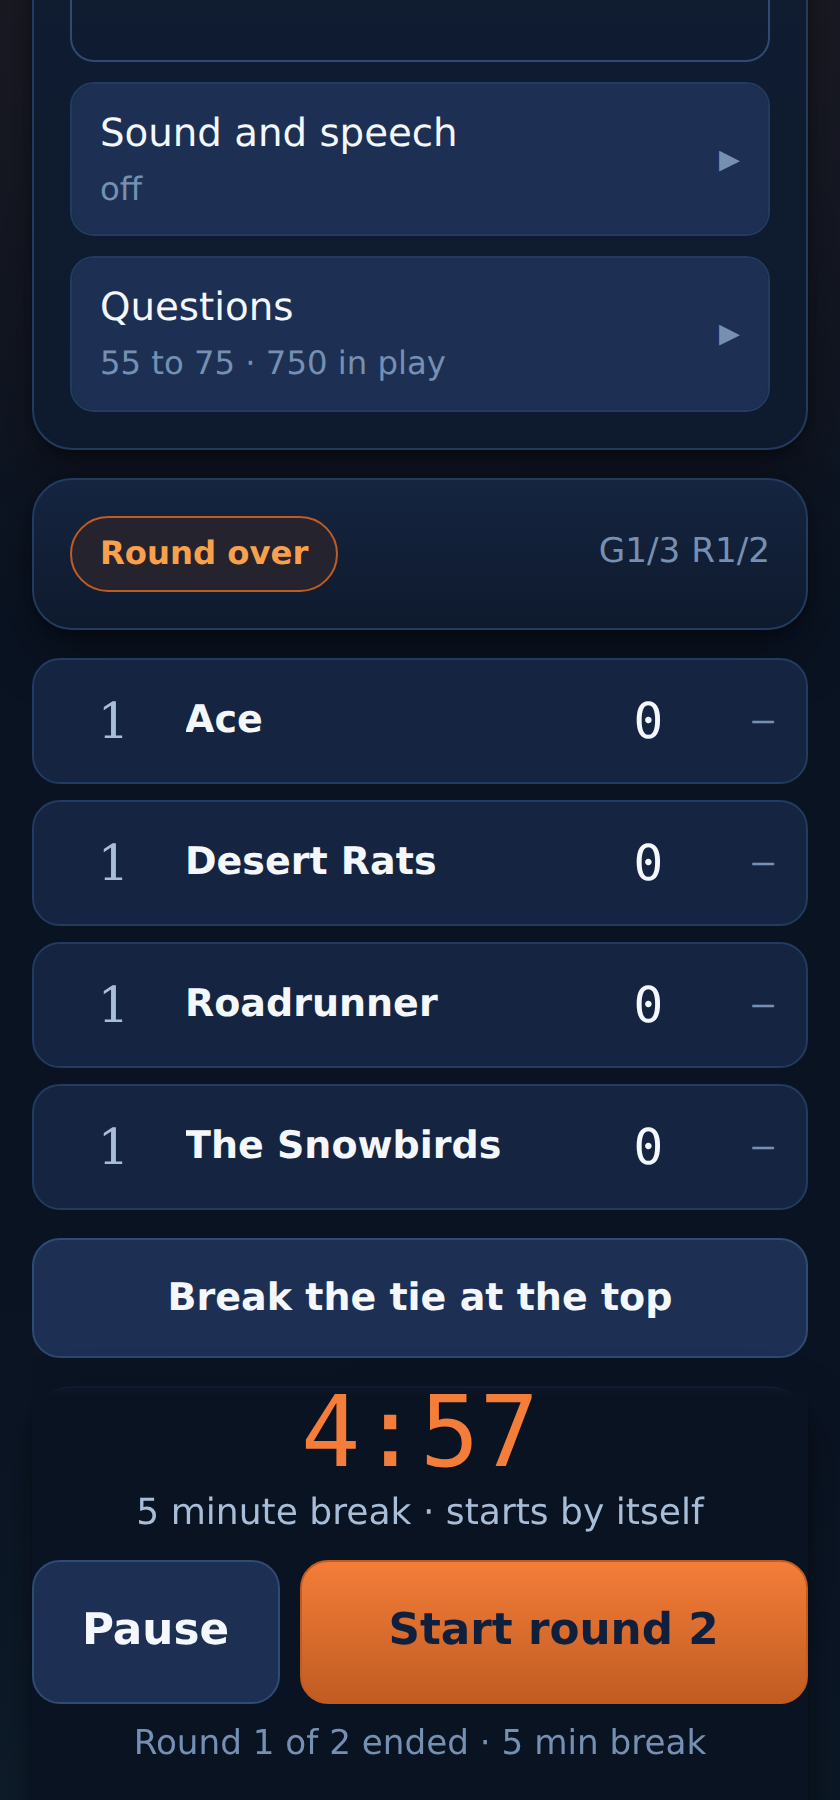 Sound and speech
off
▶
Questions
55 to 75 · 750 in play
▶
Round over
G1/3 R1/2
1 Ace 0 –
1 Desert Rats 0 –
1 Roadrunner 0 –
1 The Snowbirds 0 –
Break the tie at the top
4:57
5 minute break · starts by itself
Pause
Start round 2
Round 1 of 2 ended · 5 min break